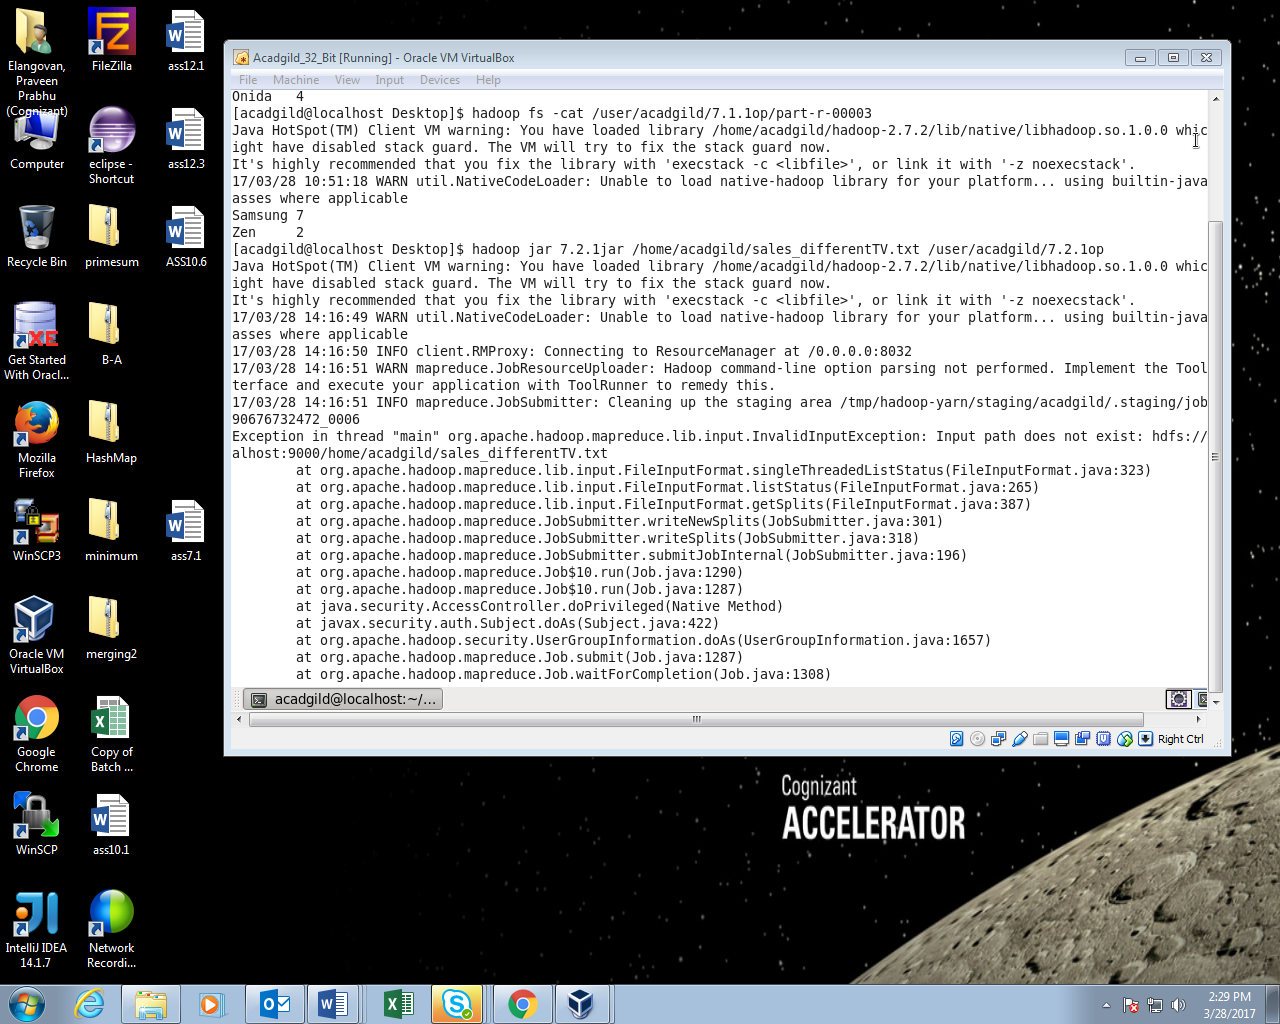 Elangovan,
Praveen
Prabhu
(Cognizant)
FileZilla
ass12.1
Computer
eclipse -
Shortcut
ass12.3
Recycle Bin
primesum
ASS10.6
Get Started
With Oracl...
B-A
Mozilla
Firefox
HashMap
WinSCP3
minimum
ass7.1
Oracle VM
VirtualBox
merging2
Google
Chrome
Copy of
Batch ...
WinSCP
ass10.1
IntelliJ IDEA
14.1.7
Network
Recordi...
Acadgild_32_Bit [Running] - Oracle VM VirtualBox
File Machine View Input Devices Help
Onida 4
[acadgild@localhost Desktop]$ hadoop fs -cat /user/acadgild/7.1.1op/part-r-00003
Java HotSpot(TM) Client VM warning: You have loaded library /home/acadgild/hadoop-2.7.2/lib/native/libhadoop.so.1.0.0 whic
ight have disabled stack guard. The VM will try to fix the stack guard now.
It's highly recommended that you fix the library with 'execstack -c <libfile>', or link it with '-z noexecstack'.
17/03/28 10:51:18 WARN util.NativeCodeLoader: Unable to load native-hadoop library for your platform... using builtin-java
asses where applicable
Samsung 7
Zen 2
[acadgild@localhost Desktop]$ hadoop jar 7.2.1jar /home/acadgild/sales_differentTV.txt /user/acadgild/7.2.1op
Java HotSpot(TM) Client VM warning: You have loaded library /home/acadgild/hadoop-2.7.2/lib/native/libhadoop.so.1.0.0 whic
ight have disabled stack guard. The VM will try to fix the stack guard now.
It's highly recommended that you fix the library with 'execstack -c <libfile>', or link it with '-z noexecstack'.
17/03/28 14:16:49 WARN util.NativeCodeLoader: Unable to load native-hadoop library for your platform... using builtin-java
asses where applicable
17/03/28 14:16:50 INFO client.RMProxy: Connecting to ResourceManager at /0.0.0.0:8032
17/03/28 14:16:51 WARN mapreduce.JobResourceUploader: Hadoop command-line option parsing not performed. Implement the Tool
terface and execute your application with ToolRunner to remedy this.
17/03/28 14:16:51 INFO mapreduce.JobSubmitter: Cleaning up the staging area /tmp/hadoop-yarn/staging/acadgild/.staging/job
90676732472_0006
Exception in thread "main" org.apache.hadoop.mapreduce.lib.input.InvalidInputException: Input path does not exist: hdfs://
alhost:9000/home/acadgild/sales_differentTV.txt
at org.apache.hadoop.mapreduce.lib.input.FileInputFormat.singleThreadedListStatus(FileInputFormat.java:323)
at org.apache.hadoop.mapreduce.lib.input.FileInputFormat.listStatus(FileInputFormat.java:265)
at org.apache.hadoop.mapreduce.lib.input.FileInputFormat.getSplits(FileInputFormat.java:387)
at org.apache.hadoop.mapreduce.JobSubmitter.writeNewSplits(JobSubmitter.java:301)
at org.apache.hadoop.mapreduce.JobSubmitter.writeSplits(JobSubmitter.java:318)
at org.apache.hadoop.mapreduce.JobSubmitter.submitJobInternal(JobSubmitter.java:196)
at org.apache.hadoop.mapreduce.Job$10.run(Job.java:1290)
at org.apache.hadoop.mapreduce.Job$10.run(Job.java:1287)
at java.security.AccessController.doPrivileged(Native Method)
at javax.security.auth.Subject.doAs(Subject.java:422)
at org.apache.hadoop.security.UserGroupInformation.doAs(UserGroupInformation.java:1657)
at org.apache.hadoop.mapreduce.Job.submit(Job.java:1287)
at org.apache.hadoop.mapreduce.Job.waitForCompletion(Job.java:1308)
acadgild@localhost:~/...
Right Ctrl
Cognizant
ACCELERATOR
2:29 PM
3/28/2017